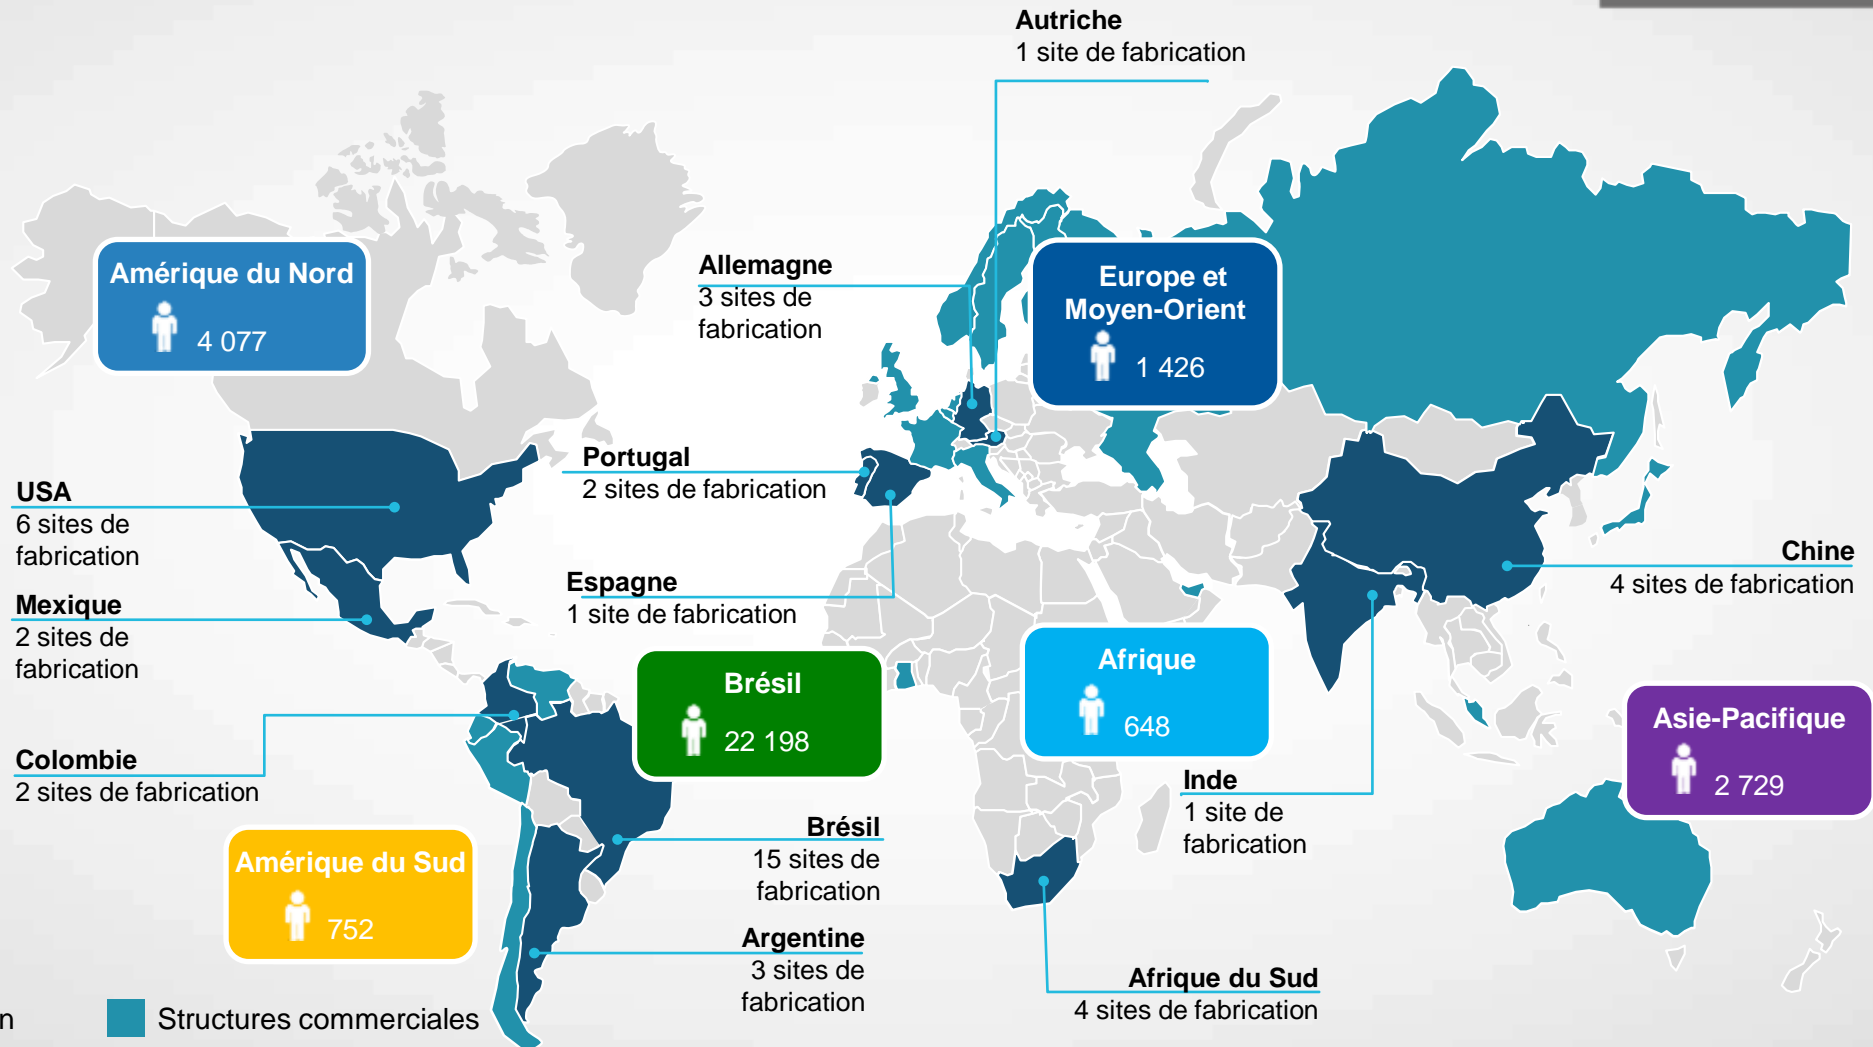 Autriche
1 site de fabrication
Amérique du Nord
4 077
Allemagne
3 sites de
fabrication
Europe et
Moyen-Orient
1 426
Portugal
2 sites de fabrication
USA
6 sites de
fabrication
Espagne
1 site de fabrication
Chine
4 sites de fabrication
Mexique
2 sites de
fabrication
Brésil
22 198
Afrique
648
Asie-Pacifique
2 729
Colombie
2 sites de fabrication
Inde
1 site de
fabrication
Amérique du Sud
752
Brésil
15 sites de
fabrication
Argentine
3 sites de
fabrication
Afrique du Sud
4 sites de fabrication
Structures commerciales